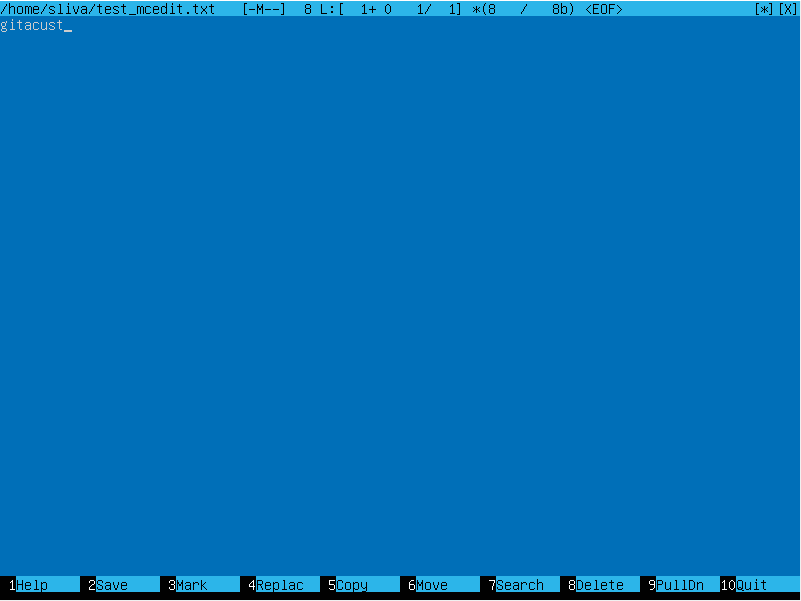 /home/sliva/test_mcedit.txt   [-M--]  8 L:[  1+ 0   1/  1] *(8   /   8b) <EOF>                [*][X]
gitacust_
1Help   2Save   3Mark   4Replac   5Copy   6Move   7Search   8Delete   9PullDn   10Quit